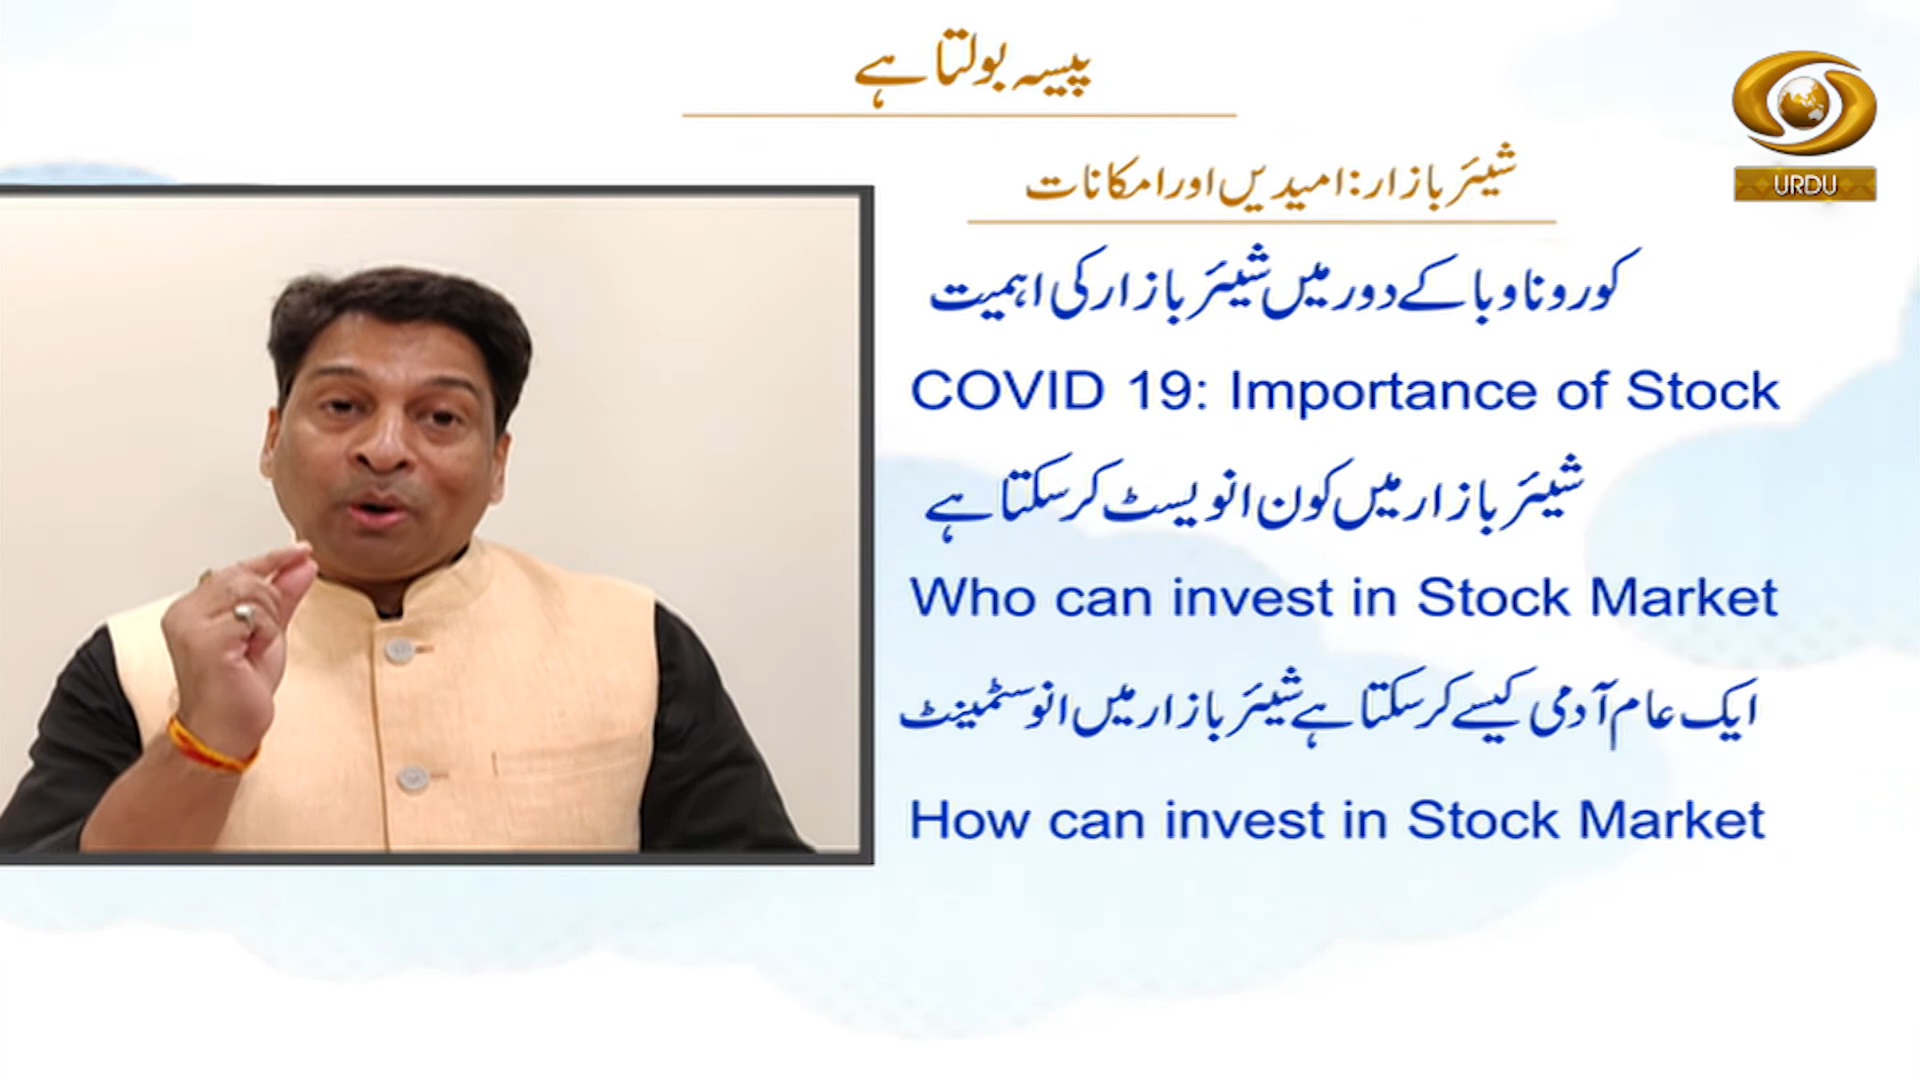 پیسہ بولتا ہے
URDU
شیئر بازار: امیدیں اور امکانات
کورونا وبا کے دور میں شیئر بازار کی اہمیت
COVID 19: Importance of Stock
شیئر بازار میں کون انویسٹ کر سکتا ہے
Who can invest in Stock Market
ایک عام آدمی کیسے کر سکتا ہے شیئر بازار میں انوسٹمینٹ
How can invest in Stock Market